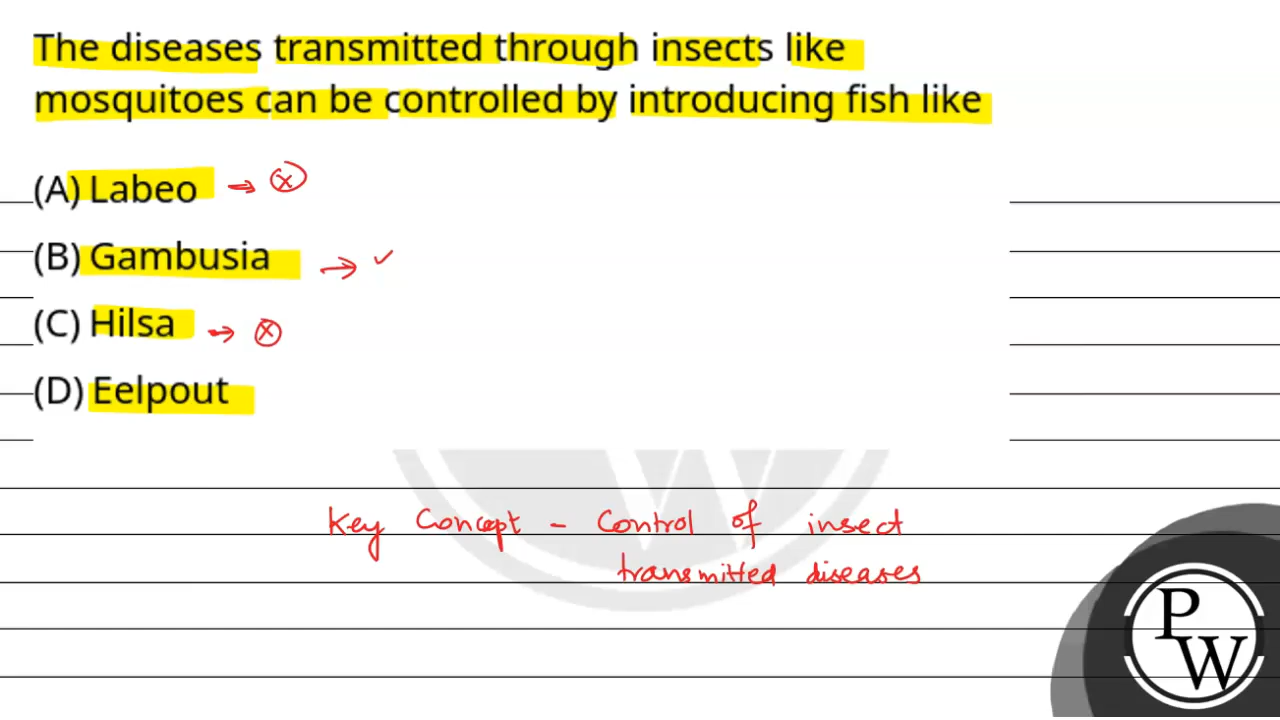 The diseases transmitted through insects like
mosquitoes can be controlled by introducing fish like
(A) Labeo → ⓧ
(B) Gambusia → ✓
(C) Hilsa → ⓧ
(D) Eelpout
Key Concept - Control of insect
transmitted diseases
P
W